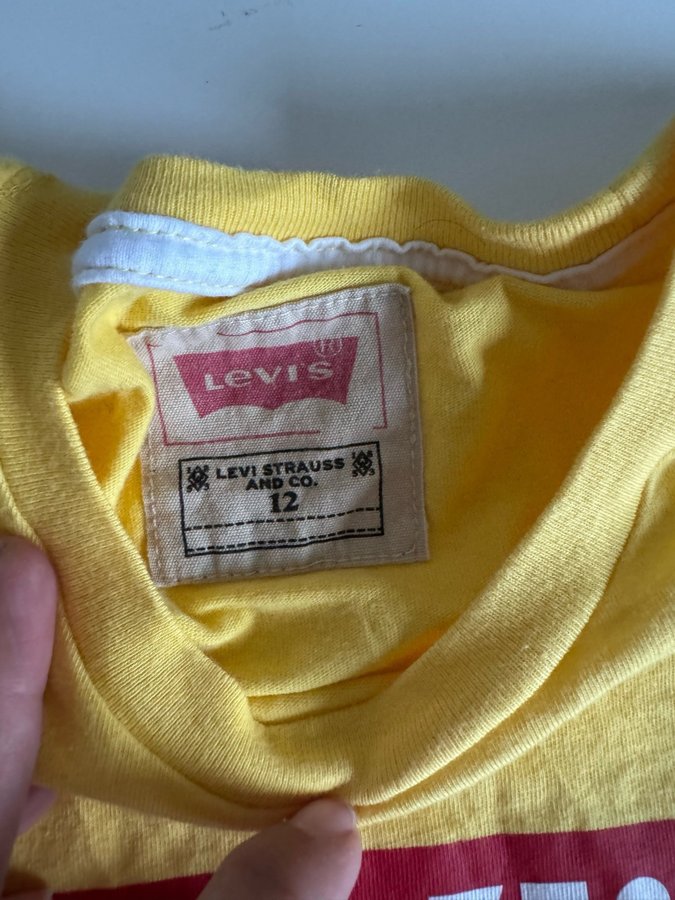 Levi's ®
LEVI STRAUSS
AND CO.
12